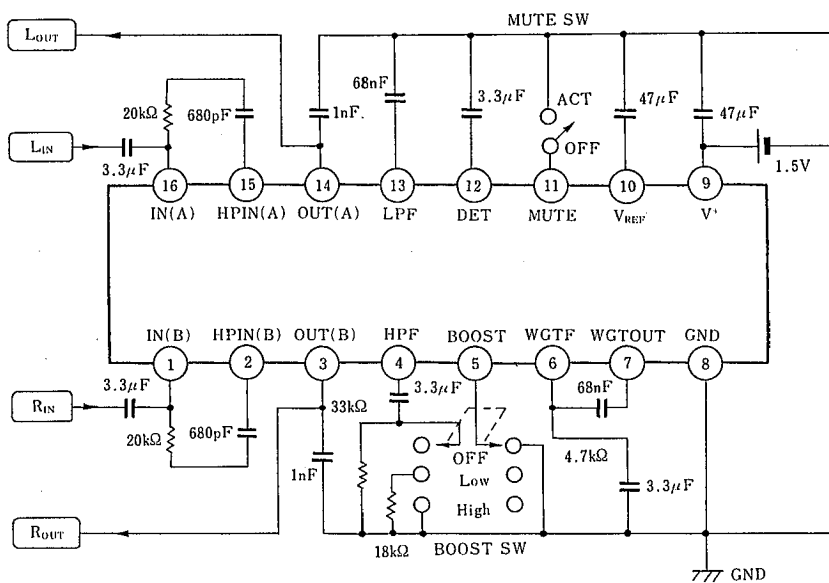 MUTE SW
LOUT
68nF
3.3μF
ACT
47μF
47μF
20kΩ
680pF
1nF
OFF
LIN
3.3μF
1.5V
16
15
14
13
12
11
10
9
IN(A)
HPIN(A)
OUT(A)
LPF
DET
MUTE
VREF
V+
IN(B)
HPIN(B)
OUT(B)
HPF
BOOST
WGTF
WGTOUT
GND
1
2
3
4
5
6
7
8
3.3μF
3.3μF
68nF
RIN
33kΩ
20kΩ
680pF
OFF
4.7kΩ
1nF
Low
3.3μF
High
ROUT
18kΩ
BOOST SW
GND